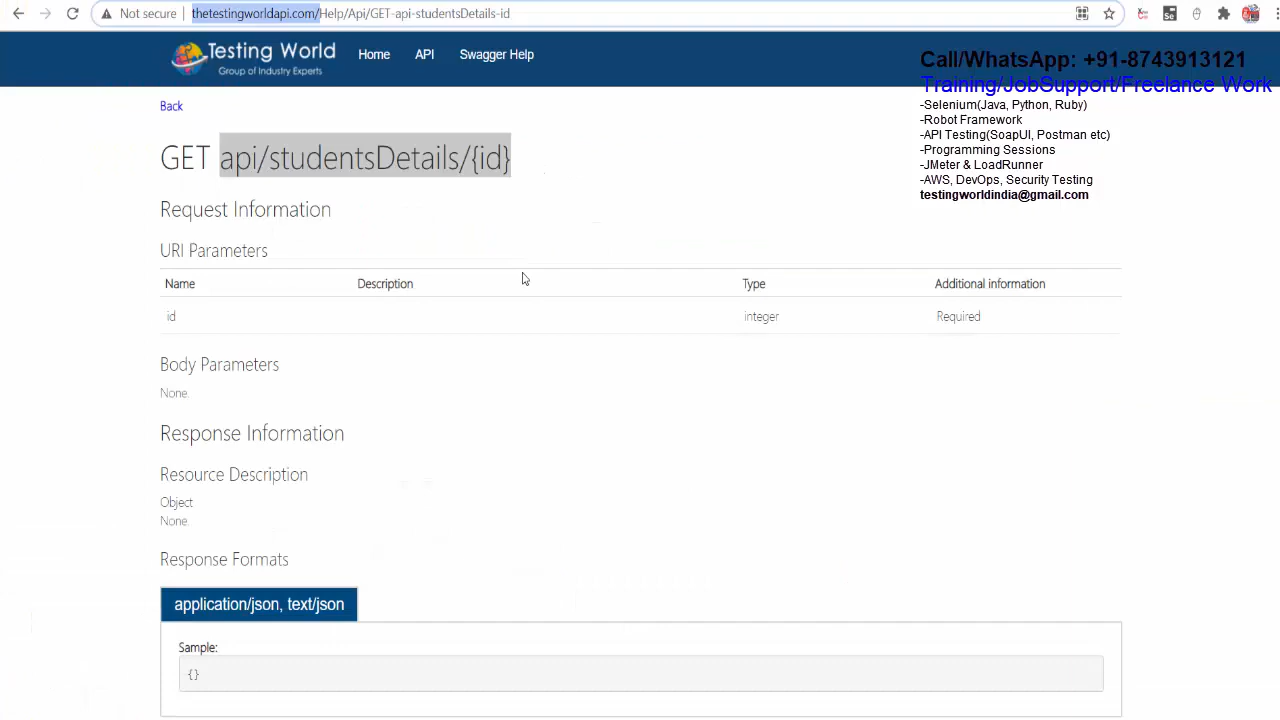 Not secure
thetestingworldapi.com/Help/Api/GET-api-studentsDetails-id
Testing World
Group of Industry Experts
Home
API
Swagger Help
Call/WhatsApp: +91-8743913121
Training/JobSupport/Freelance Work
-Selenium(Java, Python, Ruby)
-Robot Framework
-API Testing(SoapUI, Postman etc)
-Programming Sessions
-JMeter & LoadRunner
-AWS, DevOps, Security Testing
testingworldindia@gmail.com
Back
GET api/studentsDetails/{id}
Request Information
URI Parameters
Name Description Type Additional information
id integer Required
Body Parameters
None.
Response Information
Resource Description
Object
None.
Response Formats
application/json, text/json
Sample:
{}